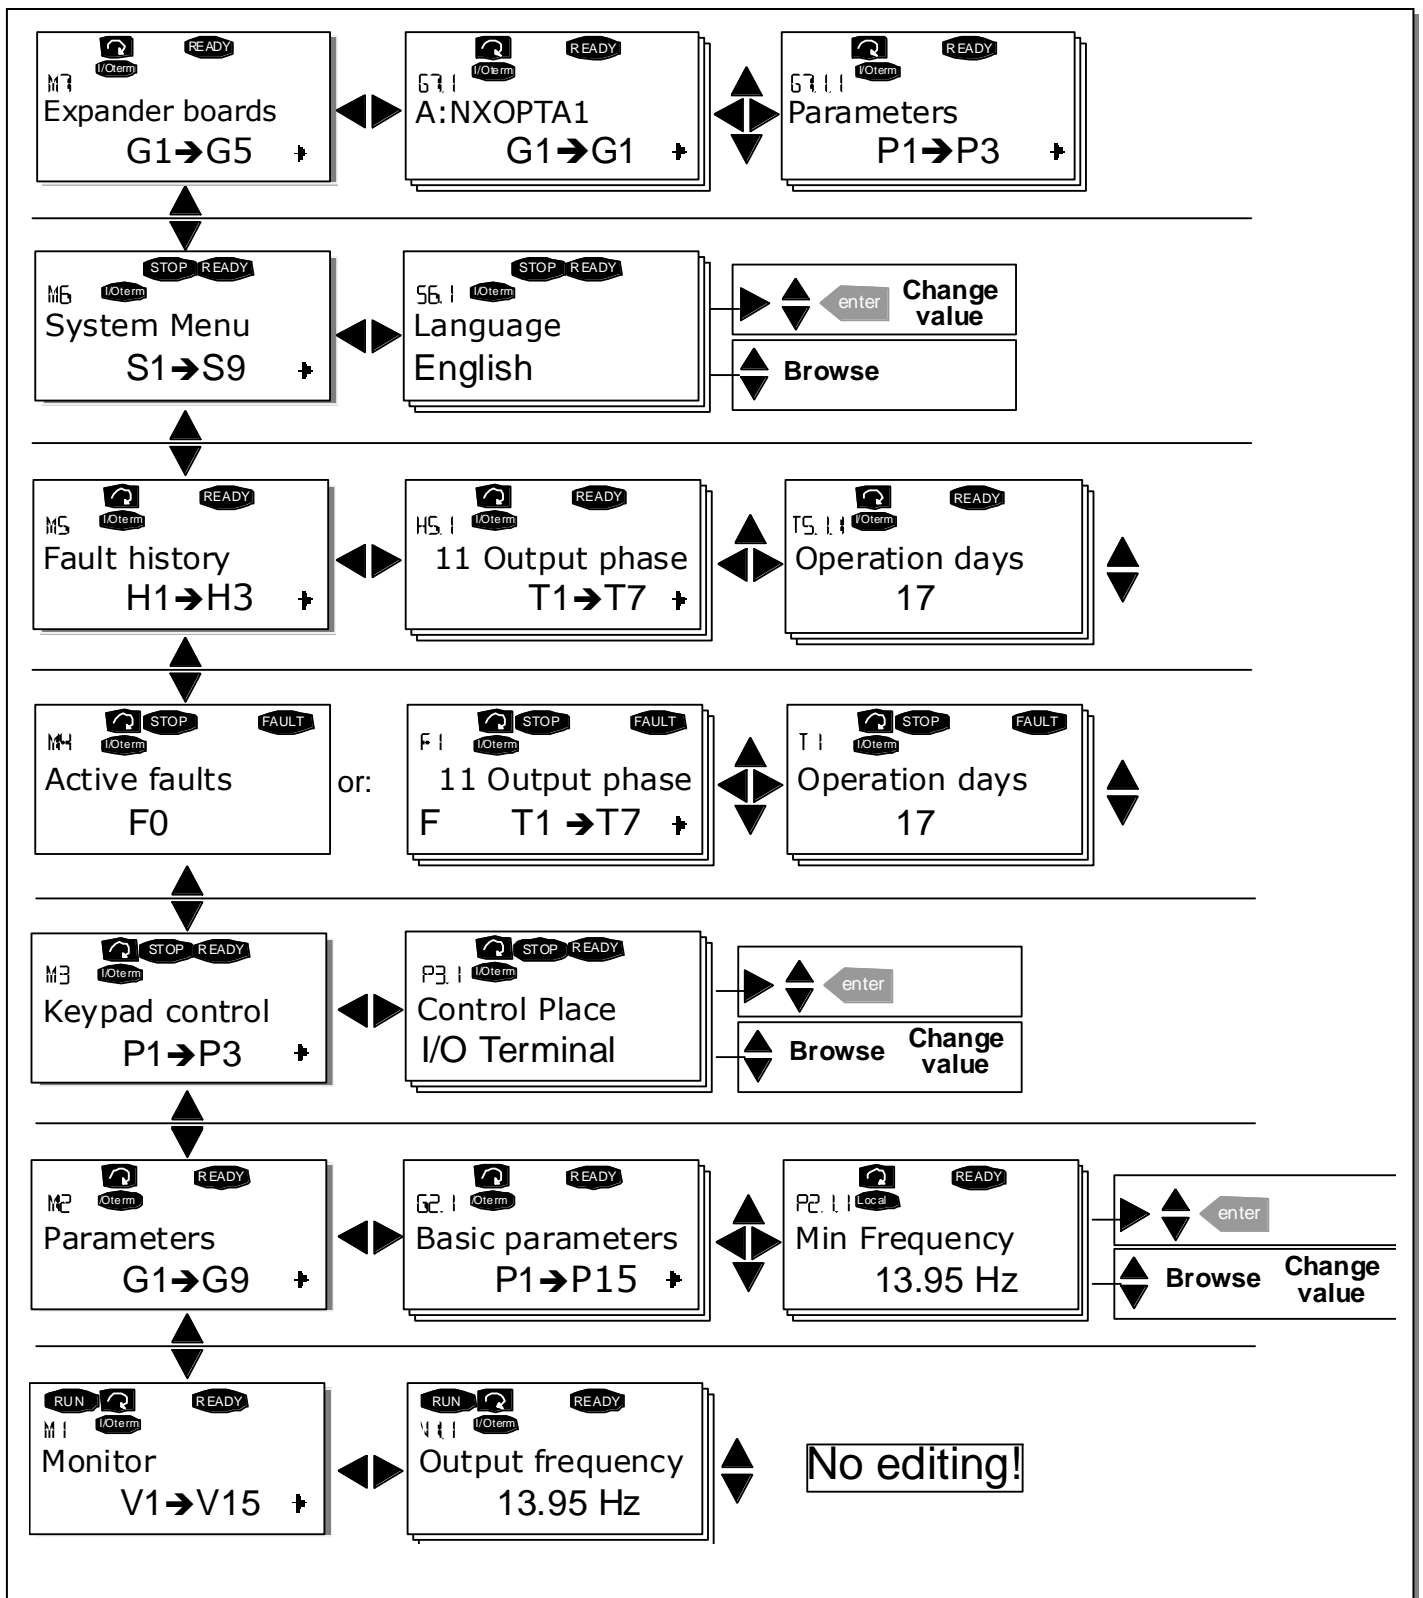 READY
I/Oterm
M7
Expander boards
G1➔G5
READY
I/Oterm
G7.1
A:NXOPTA1
G1➔G1
READY
I/Oterm
G7.1.1
Parameters
P1➔P3
STOP READY
M6 I/Oterm
System Menu
S1➔S9
STOP READY
S6.1 I/Oterm
Language
English
enter Change value
Browse
READY
M5 I/Oterm
Fault history
H1➔H3
READY
H5.1 I/Oterm
11 Output phase
T1➔T7
READY
T5.1.1 I/Oterm
Operation days
17
STOP FAULT
M4 I/Oterm
Active faults
F0
or:
STOP FAULT
F1 I/Oterm
11 Output phase
F T1 ➔T7
STOP FAULT
T1 I/Oterm
Operation days
17
STOP READY
M3 I/Oterm
Keypad control
P1➔P3
STOP READY
P3.1 I/Oterm
Control Place
I/O Terminal
enter
Browse Change value
READY
M2 /Oterm
Parameters
G1➔G9
READY
G2.1 /Oterm
Basic parameters
P1➔P15
READY
P2.1.1 Local
Min Frequency
13.95 Hz
enter
Browse Change value
RUN READY
M1 I/Oterm
Monitor
V1➔V15
RUN READY
V1.1 I/Oterm
Output frequency
13.95 Hz
No editing!